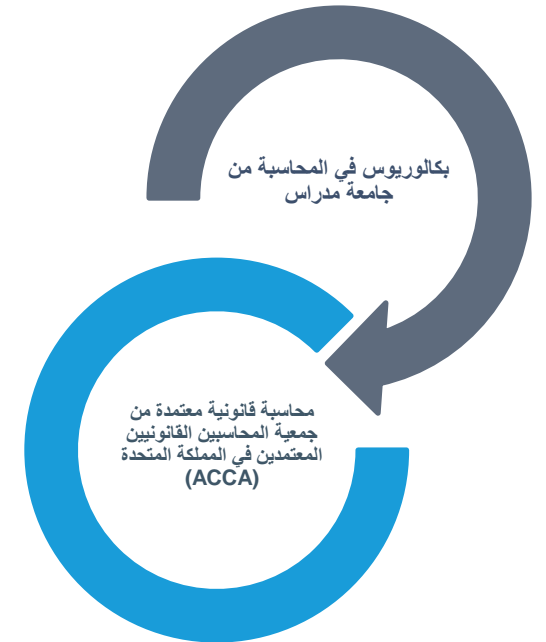 بكالوريوس في المحاسبة من
جامعة مدراس
محاسبة قانونية معتمدة من
جمعية المحاسبين القانونيين
المعتمدين في المملكة المتحدة
(ACCA)